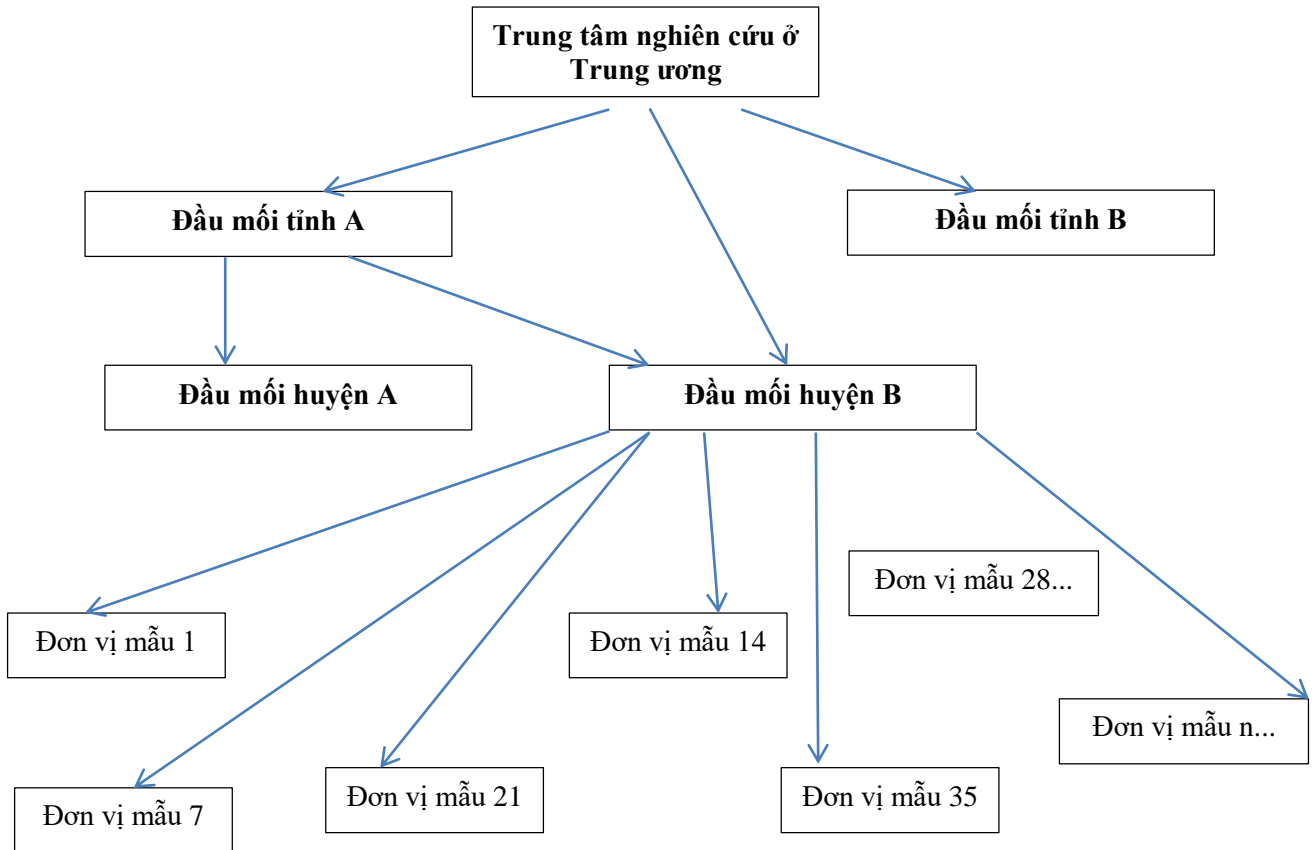 Trung tâm nghiên cứu ở
Trung ương
Đầu mối tỉnh A
Đầu mối tỉnh B
Đầu mối huyện A
Đầu mối huyện B
Đơn vị mẫu 28...
Đơn vị mẫu 1
Đơn vị mẫu 14
Đơn vị mẫu n...
Đơn vị mẫu 7
Đơn vị mẫu 21
Đơn vị mẫu 35